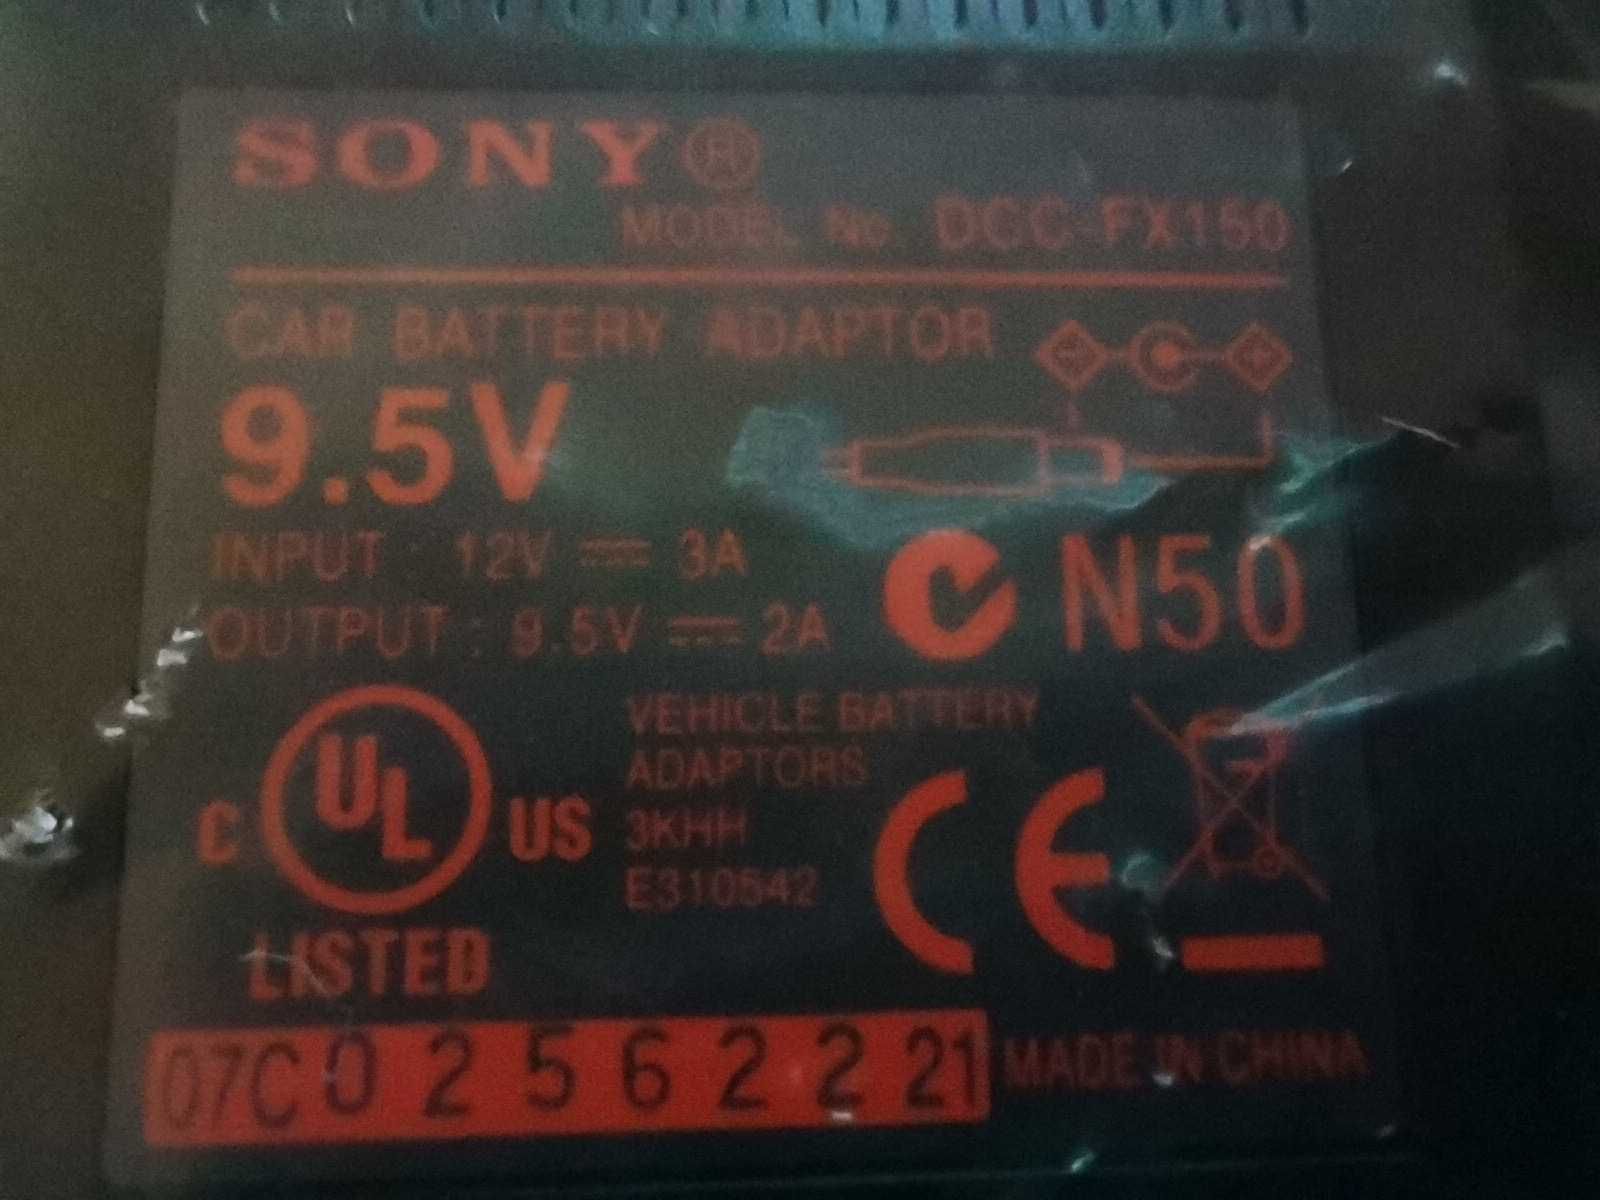 SONY®
MODEL No. DCC-FX150
CAR BATTERY ADAPTOR
9.5V
INPUT : 12V ⎓ 3A
OUTPUT : 9.5V ⎓ 2A
N50
C UL US
LISTED
VEHICLE BATTERY
ADAPTORS
3KHH
E310542
CE
07C0 2 5 6 2 2 21
MADE IN CHINA